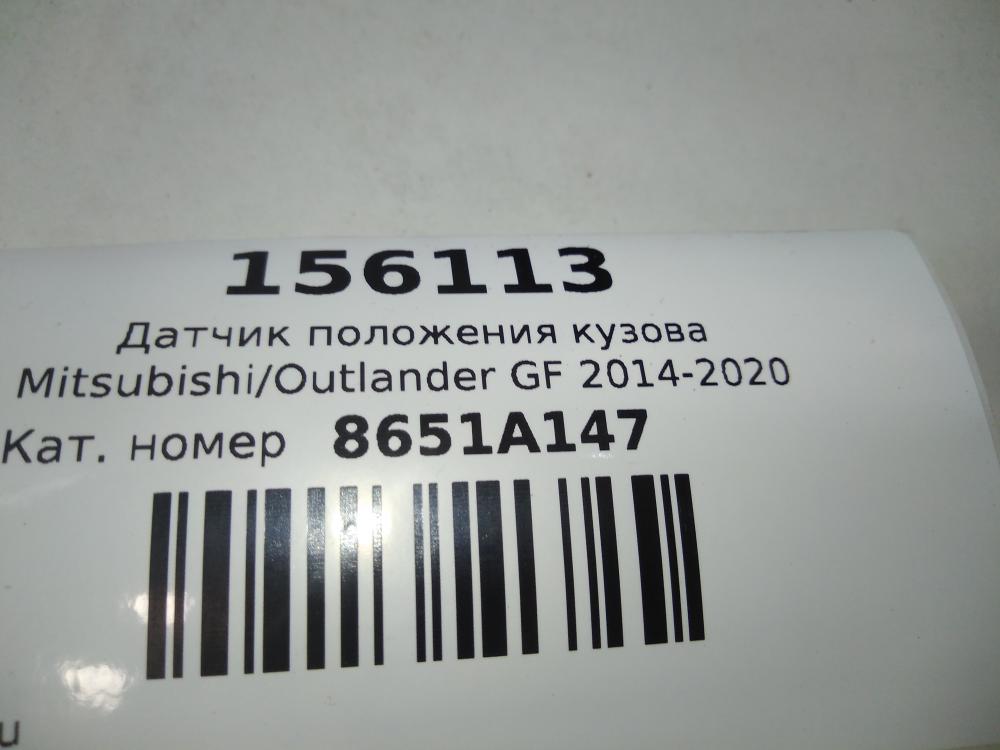 156113
Датчик положения кузова
Mitsubishi/Outlander GF 2014-2020
Кат. номер 8651A147
u